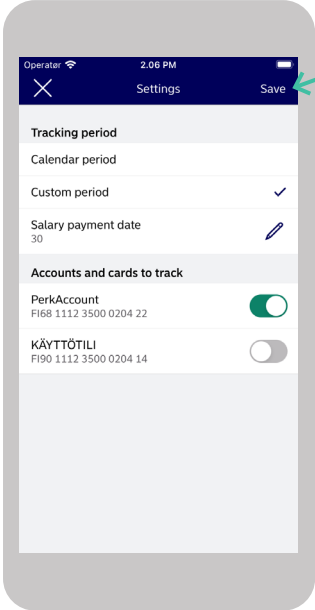 Operatør 2.06 PM
Settings Save
Tracking period
Calendar period
Custom period
Salary payment date
30
Accounts and cards to track
PerkAccount
FI68 1112 3500 0204 22
KÄYTTÖTILI
FI90 1112 3500 0204 14